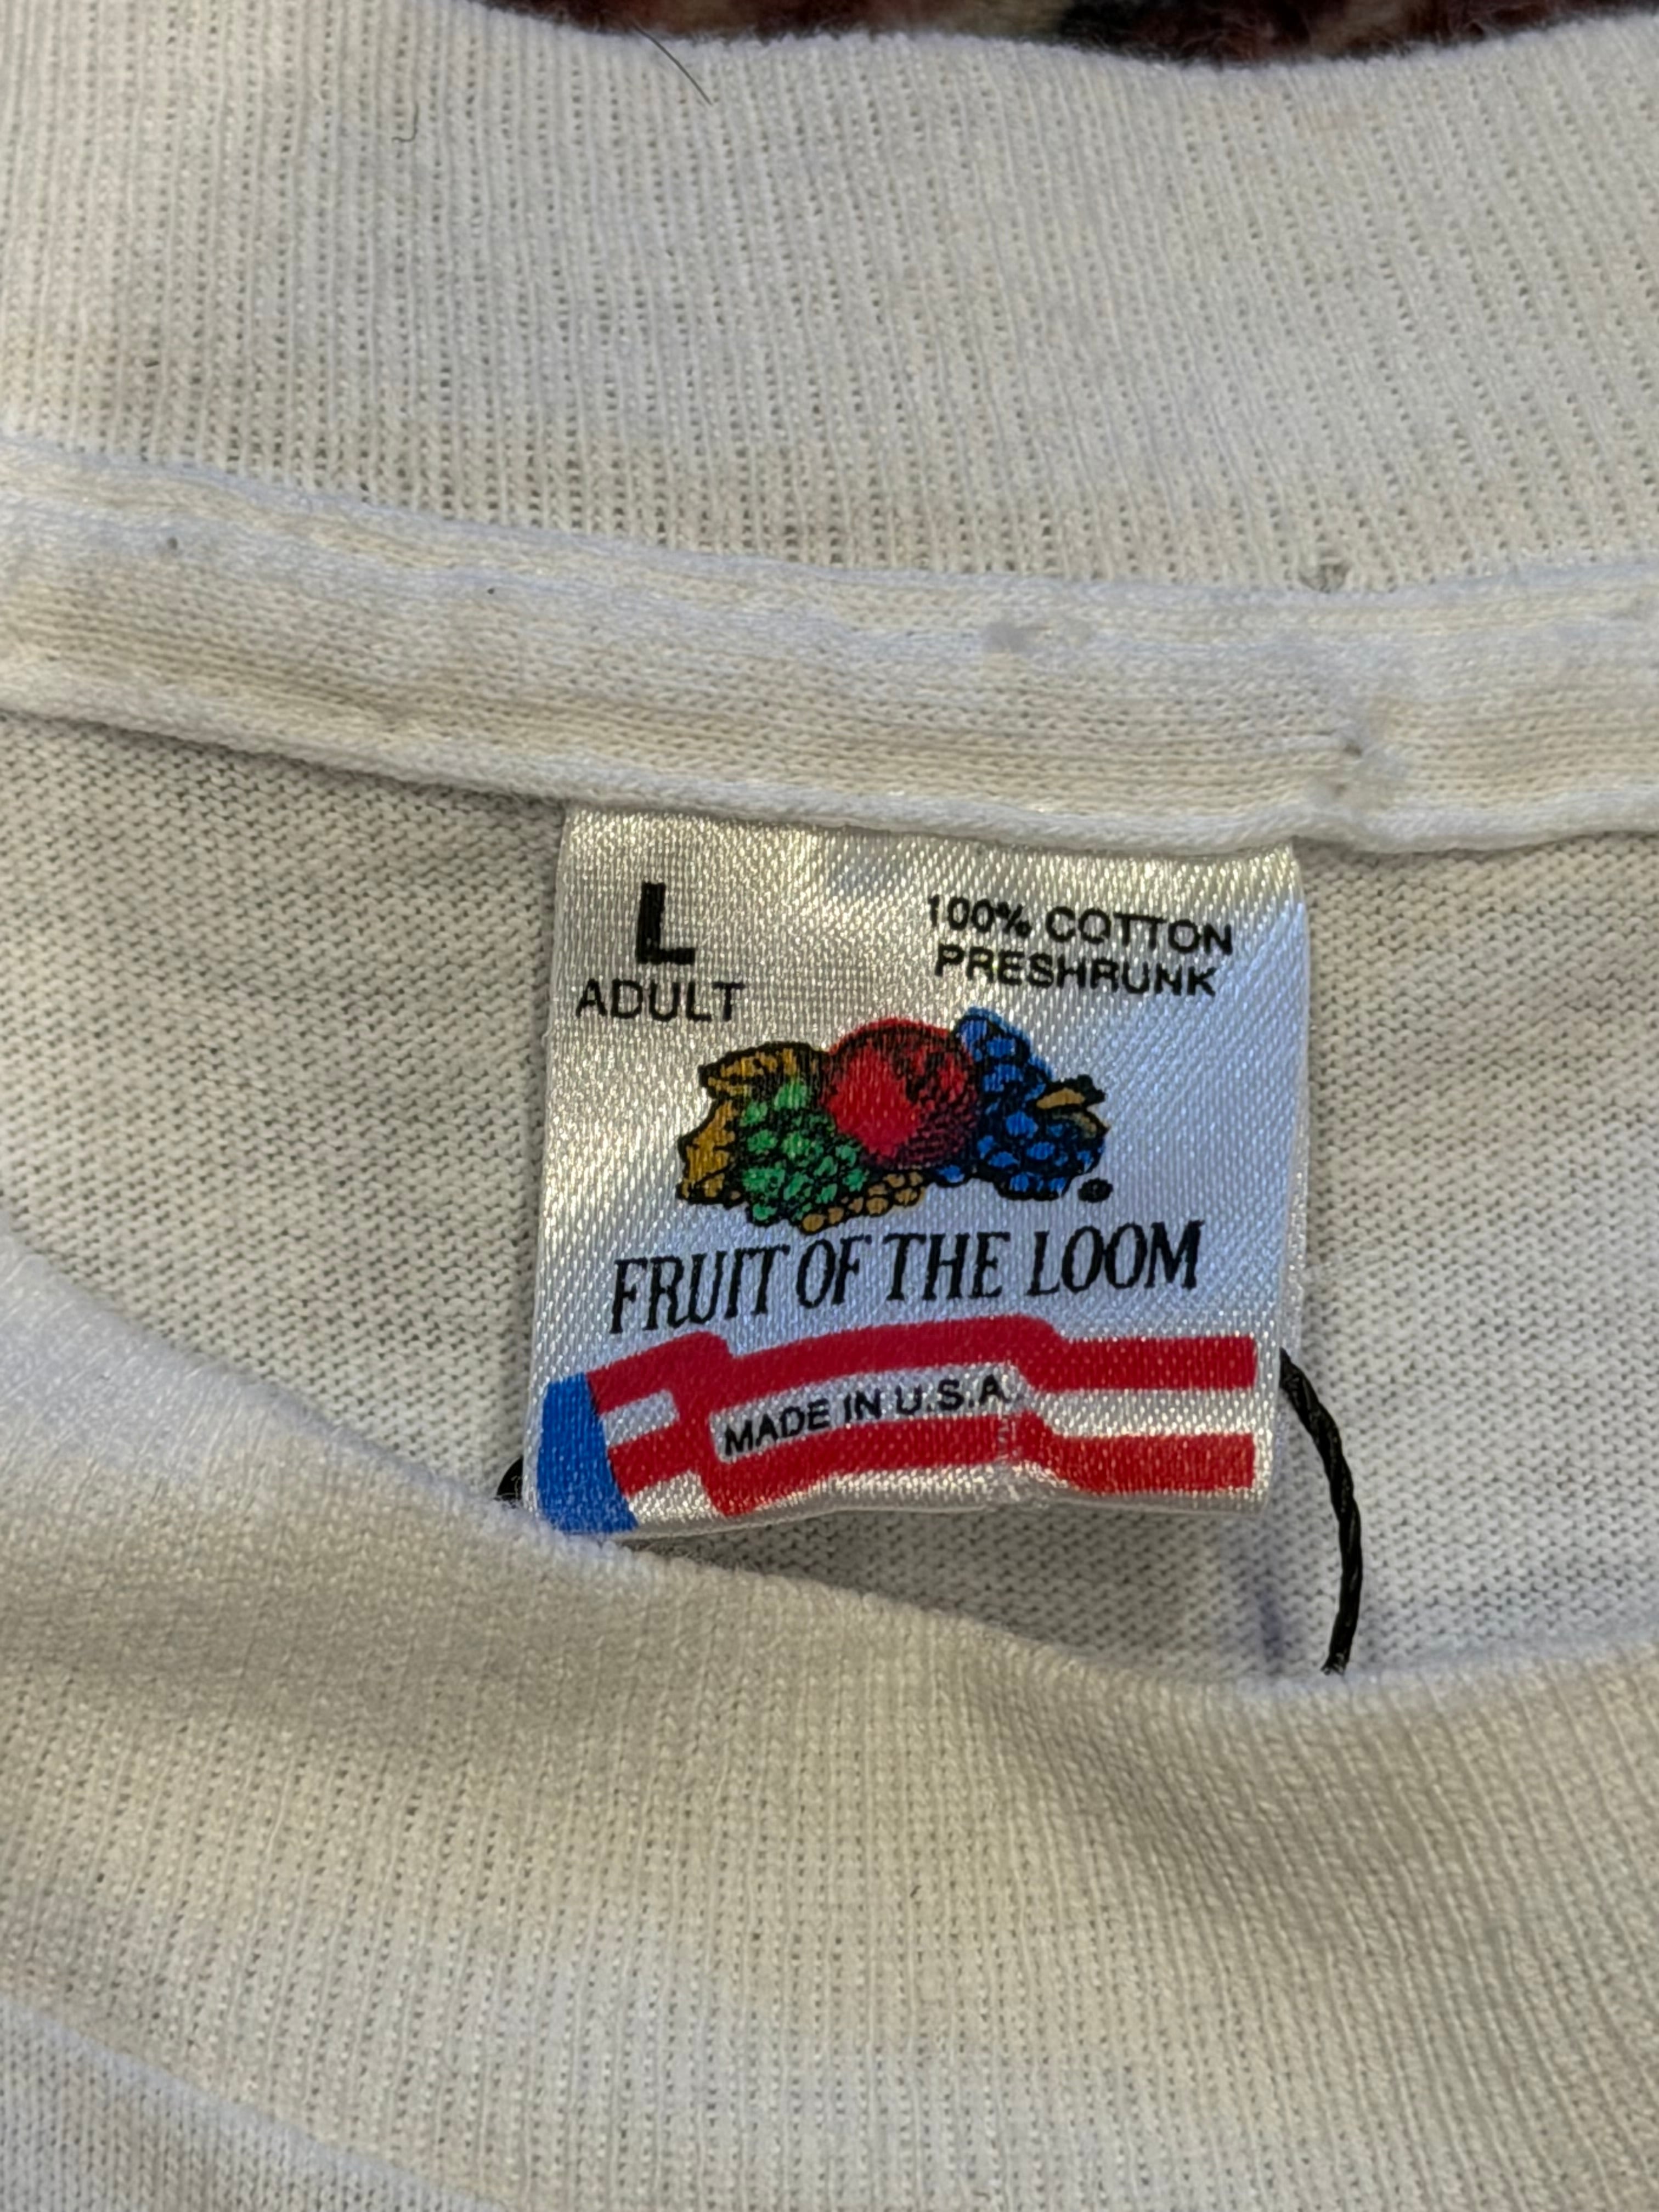 L
ADULT
100% COTTON
PRESHRUNK
FRUIT OF THE LOOM
MADE IN U.S.A.